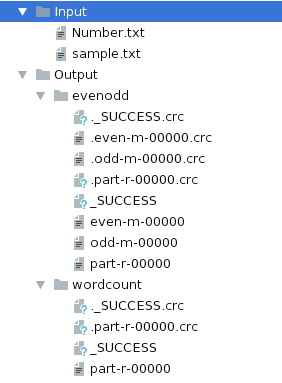 Input
Number.txt
sample.txt
Output
evenodd
._SUCCESS.crc
.even-m-00000.crc
.odd-m-00000.crc
.part-r-00000.crc
_SUCCESS
even-m-00000
odd-m-00000
part-r-00000
wordcount
._SUCCESS.crc
.part-r-00000.crc
_SUCCESS
part-r-00000